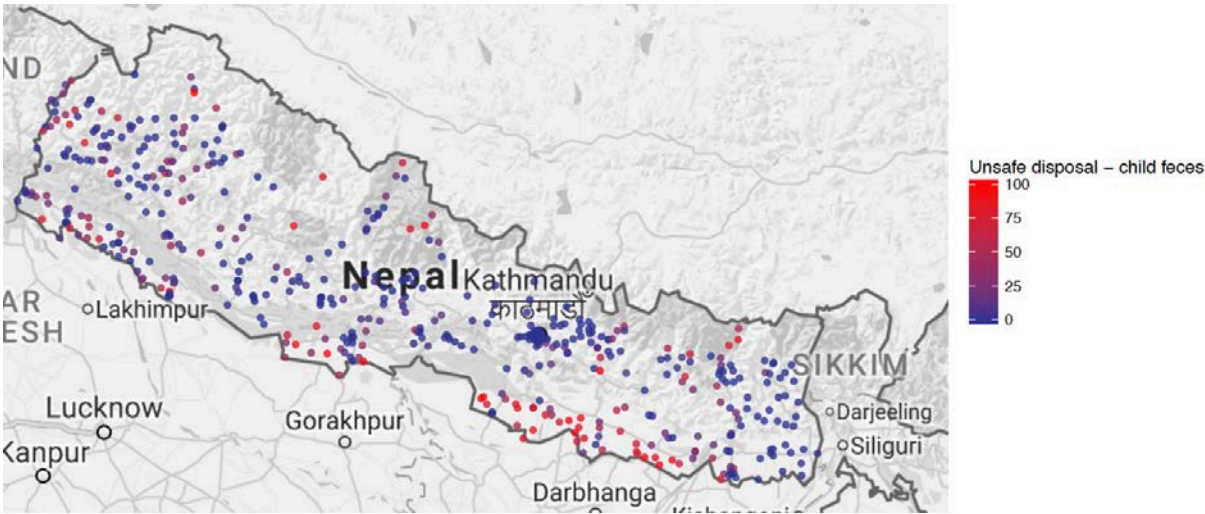 ND
Unsafe disposal – child feces
100
75
50
25
0
Nepal
Kathmandu
काठमाडौं
AR
ESH
Lakhimpur
SIKKIM
Lucknow
Gorakhpur
Darjeeling
Siliguri
Kanpur
Darbhanga